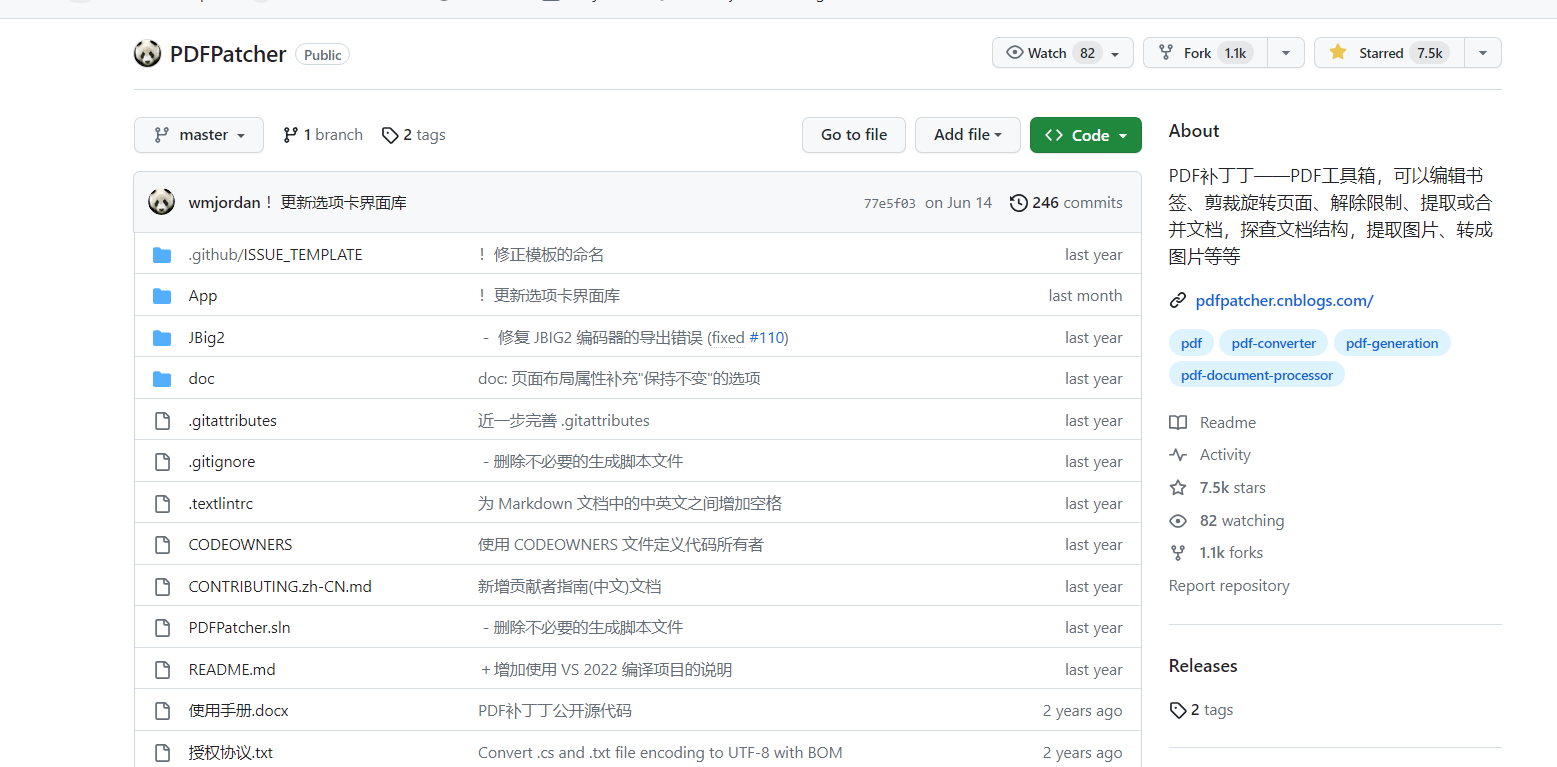 PDFPatcher Public Watch 82 Fork 1.1k Starred 7.5k
master 1 branch 2 tags Go to file Add file Code
wmjordan ！更新选项卡界面库 77e5f03 on Jun 14 246 commits
.github/ISSUE_TEMPLATE ！修正模板的命名 last year
App ！更新选项卡界面库 last month
JBig2 - 修复 JBIG2 编码器的导出错误 (fixed #110) last year
doc doc: 页面布局属性补充"保持不变"的选项 last year
.gitattributes 近一步完善 .gitattributes last year
.gitignore - 删除不必要的生成脚本文件 last year
.textlintrc 为 Markdown 文档中的中英文之间增加空格 last year
CODEOWNERS 使用 CODEOWNERS 文件定义代码所有者 last year
CONTRIBUTING.zh-CN.md 新增贡献者指南(中文)文档 last year
PDFPatcher.sln - 删除不必要的生成脚本文件 last year
README.md + 增加使用 VS 2022 编译项目的说明 last year
使用手册.docx PDF补丁丁公开源代码 2 years ago
授权协议.txt Convert .cs and .txt file encoding to UTF-8 with BOM 2 years ago
About
PDF补丁丁——PDF工具箱，可以编辑书
签、剪裁旋转页面、解除限制、提取或合
并文档，探查文档结构，提取图片、转成
图片等等
pdfpatcher.cnblogs.com/
pdf pdf-converter pdf-generation
pdf-document-processor
Readme
Activity
7.5k stars
82 watching
1.1k forks
Report repository
Releases
2 tags